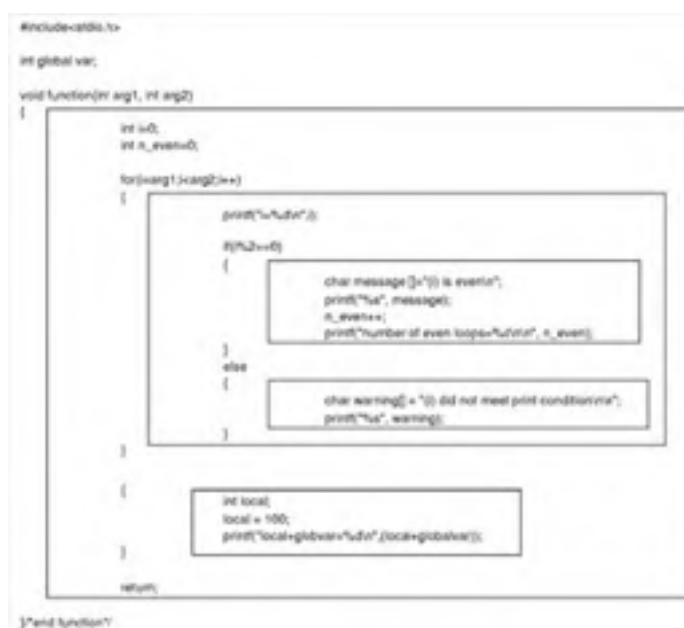 #include<stdio.h>
int global var;
void function(int arg1, int arg2)
{
int i=0;
int n_even=0;
for(i=arg1;i<arg2;i++)
{
printf("i=%d\n",i);
if(i%2==0)
{
char message []="(i) is even\n";
printf("%s", message);
n_even++;
printf("number of even loops=%d\n\n", n_even);
}
else
{
char warning[] = "(i) did not meet print condition\n\n";
printf("%s", warning);
}
}
{
int local;
local = 100;
printf("local+globvar=%d\n",(local+globalvar));
}
return;
}/*end function*/